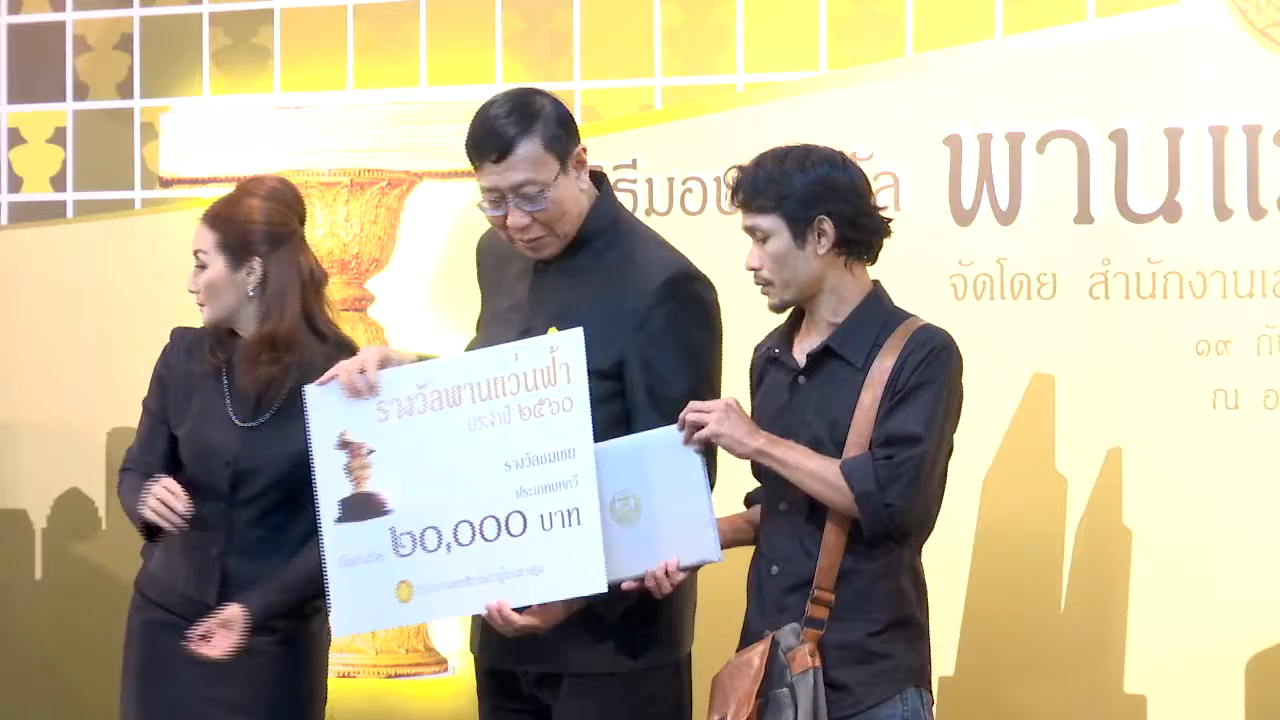 พิธีมอบ
พานแว
จัดโดย สำนักงานเล
๑๙ กั
ณ อ
รางวัลพานแว่นฟ้า
ประจำปี ๒๕๖๐
รางวัลชมเชย
ประเภทบทกวี
๒๐,๐๐๐ บาท